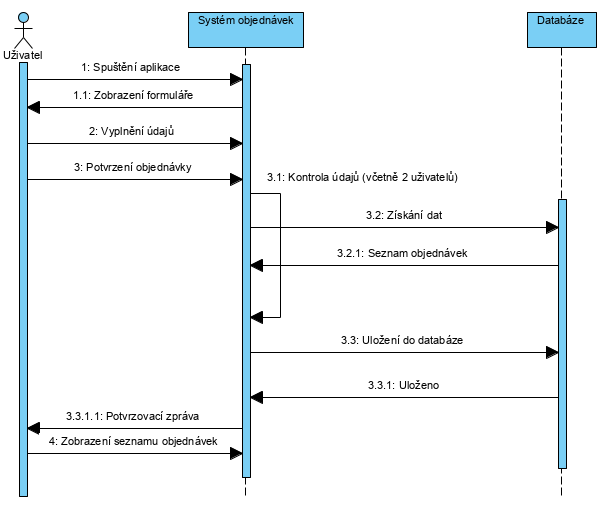 Systém objednávek
Databáze
Uživatel
1: Spuštění aplikace
1.1: Zobrazení formuláře
2: Vyplnění údajů
3: Potvrzení objednávky
3.1: Kontrola údajů (včetně 2 uživatelů)
3.2: Získání dat
3.2.1: Seznam objednávek
3.3: Uložení do databáze
3.3.1: Uloženo
3.3.1.1: Potvrzovací zpráva
4: Zobrazení seznamu objednávek